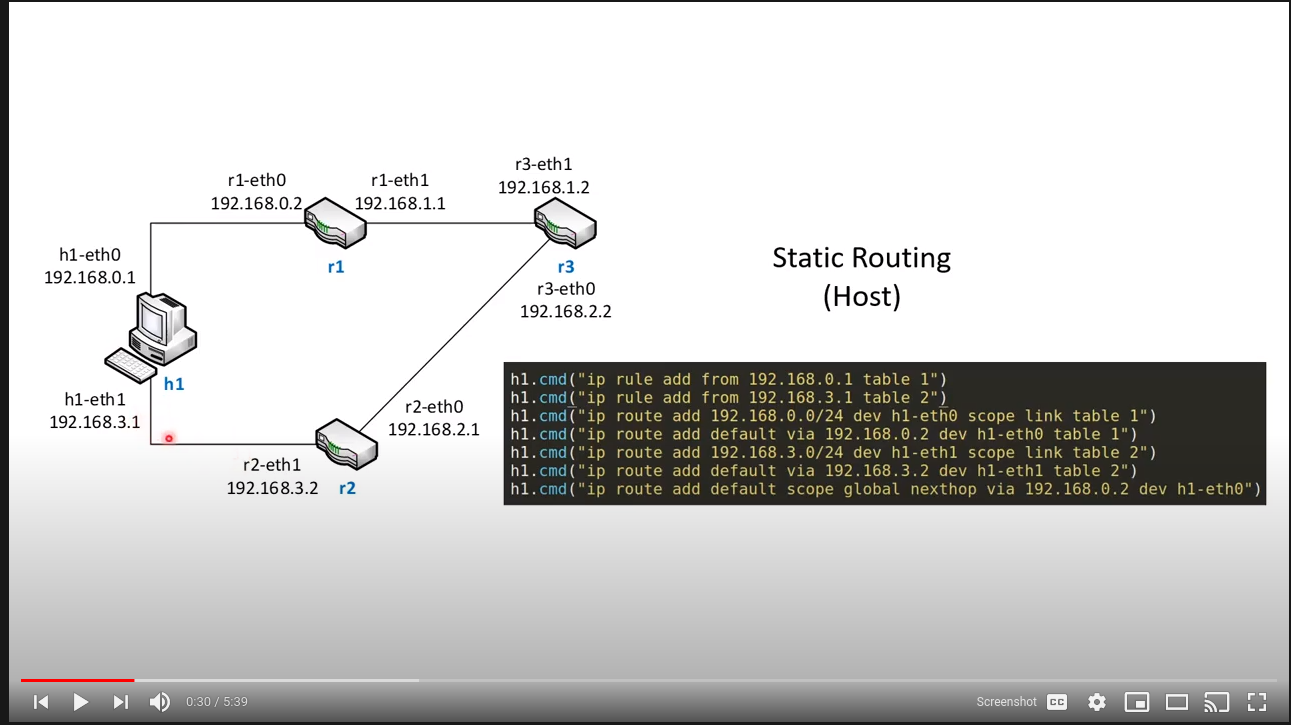 r3-eth1
192.168.1.2
r1-eth0
192.168.0.2
r1-eth1
192.168.1.1
h1-eth0
192.168.0.1
r1
r3
r3-eth0
192.168.2.2
Static Routing
(Host)
h1
h1-eth1
192.168.3.1
r2-eth0
192.168.2.1
r2-eth1
192.168.3.2
r2
h1.cmd("ip rule add from 192.168.0.1 table 1")
h1.cmd("ip rule add from 192.168.3.1 table 2")
h1.cmd("ip route add 192.168.0.0/24 dev h1-eth0 scope link table 1")
h1.cmd("ip route add default via 192.168.0.2 dev h1-eth0 table 1")
h1.cmd("ip route add 192.168.3.0/24 dev h1-eth1 scope link table 2")
h1.cmd("ip route add default via 192.168.3.2 dev h1-eth1 table 2")
h1.cmd("ip route add default scope global nexthop via 192.168.0.2 dev h1-eth0")
0:30 / 5:39
Screenshot
CC